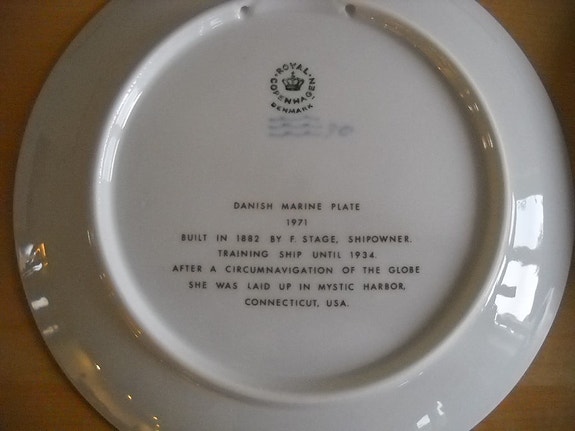 ROYAL
COPENHAGEN
DENMARK
DANISH MARINE PLATE
1971
BUILT IN 1882 BY F. STAGE, SHIPOWNER.
TRAINING SHIP UNTIL 1934.
AFTER A CIRCUMNAVIGATION OF THE GLOBE
SHE WAS LAID UP IN MYSTIC HARBOR,
CONNECTICUT, USA.